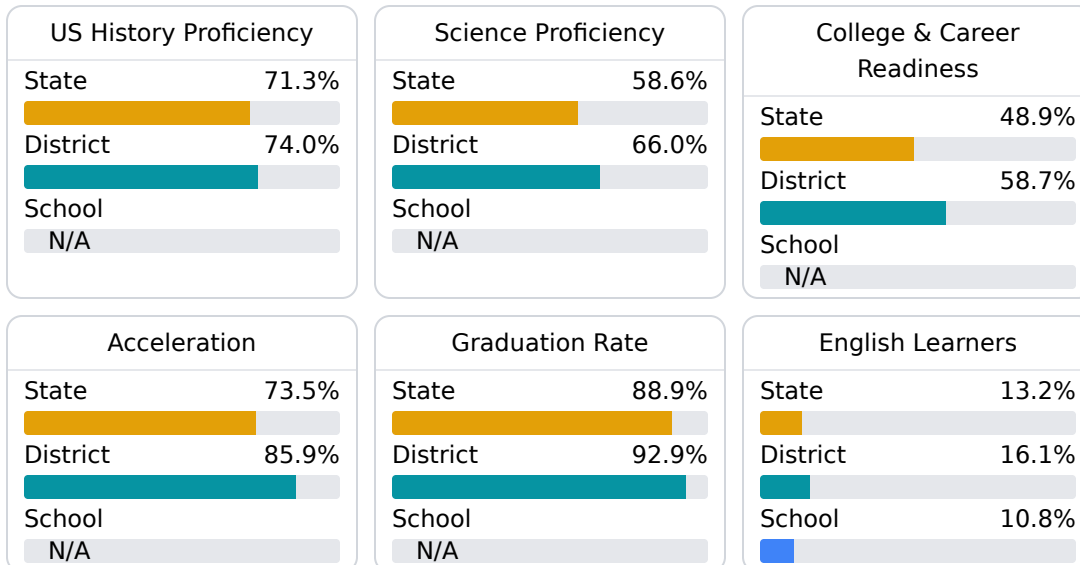 US History Proficiency
State 71.3%
District 74.0%
School
N/A
Science Proficiency
State 58.6%
District 66.0%
School
N/A
College & Career
Readiness
State 48.9%
District 58.7%
School
N/A
Acceleration
State 73.5%
District 85.9%
School
N/A
Graduation Rate
State 88.9%
District 92.9%
School
N/A
English Learners
State 13.2%
District 16.1%
School 10.8%